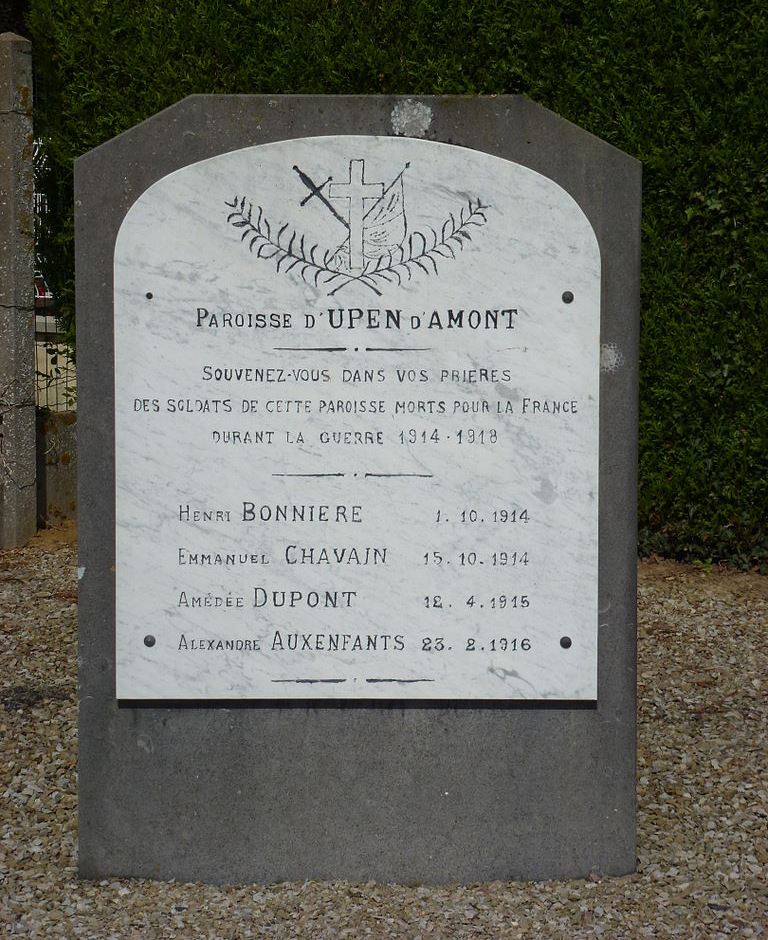 PAROISSE D'UPEN D'AMONT
SOUVENEZ-VOUS DANS VOS PRIERES
DES SOLDATS DE CETTE PAROISSE MORTS POUR LA FRANCE
DURANT LA GUERRE 1914-1918
HENRI BONNIERE 1.10.1914
EMMANUEL CHAVAIN 15.10.1914
AMÉDÉE DUPONT 12.4.1915
ALEXANDRE AUXENFANTS 23.2.1916